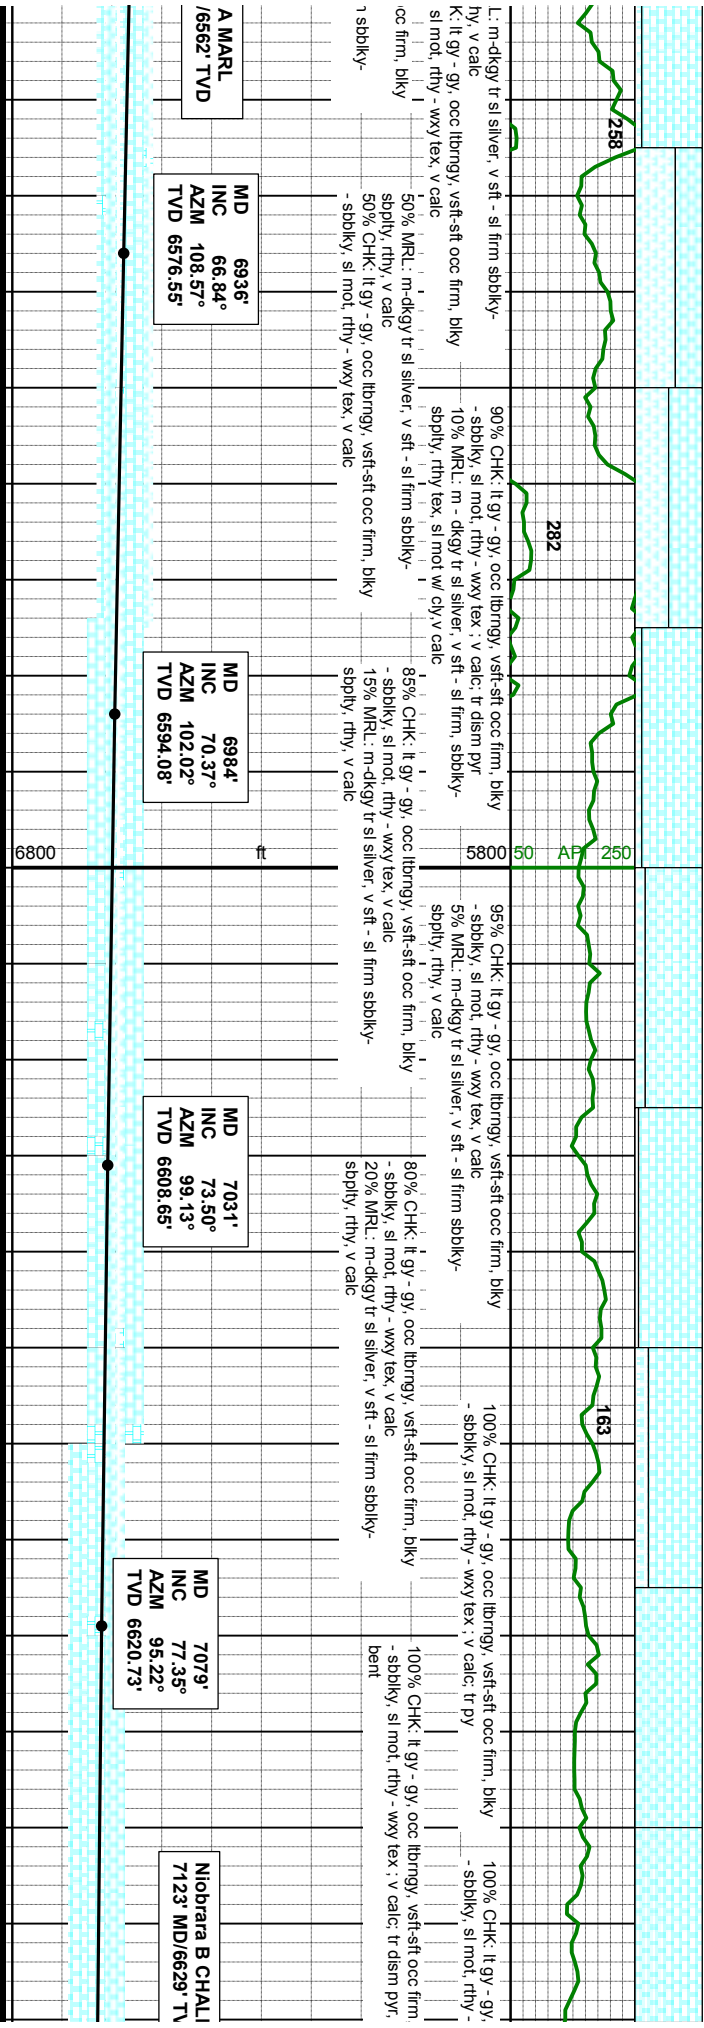 L: m-dkgy tr sl silver, v sft - sl firm sbblky-
hy, v calc
K: lt gy - gy, occ ltbrngy, vsft-sft occ firm, blky
sl mot, rthy - wxy tex, v calc
cc firm, blky
n sbblky-
A MARL
/6562' TVD
258
MD 6936'
INC 66.84°
AZM 108.57°
TVD 6576.55'
50% MRL: m-dkgy tr sl silver, v sft - sl firm sbblky-
sbplty, rthy, v calc
50% CHK: lt gy - gy, occ ltbrngy, vsft-sft occ firm, blky
- sbblky, sl mot, rthy - wxy tex, v calc
282
90% CHK: lt gy - gy, occ ltbrngy, vsft-sft occ firm, blky
- sbblky, sl mot, rthy - wxy tex ; v calc; tr dism pyr
10% MRL: m - dkgy tr sl silver, v sft - sl firm, sbblky-
sbplty, rthy tex, sl mot w/ cly,v calc
MD 6984'
INC 70.37°
AZM 102.02°
TVD 6594.08'
85% CHK: lt gy - gy, occ ltbrngy, vsft-sft occ firm, blky
- sbblky, sl mot, rthy - wxy tex, v calc
15% MRL: m-dkgy tr sl silver, v sft - sl firm sbblky-
sbplty, rthy, v calc
6800 ft 5800 50 API 250
95% CHK: lt gy - gy, occ ltbrngy, vsft-sft occ firm, blky
- sbblky, sl mot, rthy - wxy tex, v calc
5% MRL: m-dkgy tr sl silver, v sft - sl firm sbblky-
sbplty, rthy, v calc
MD 7031'
INC 73.50°
AZM 99.13°
TVD 6608.65'
80% CHK: lt gy - gy, occ ltbrngy, vsft-sft occ firm, blky
- sbblky, sl mot, rthy - wxy tex, v calc
20% MRL: m-dkgy tr sl silver, v sft - sl firm sbblky-
sbplty, rthy, v calc
163
100% CHK: lt gy - gy, occ ltbrngy, vsft-sft occ firm, blky
- sbblky, sl mot, rthy - wxy tex ; v calc; tr py
MD 7079'
INC 77.35°
AZM 95.22°
TVD 6620.73'
100% CHK: lt gy - gy, occ ltbrngy, vsft-sft occ firm,
- sbblky, sl mot, rthy - wxy tex ; v calc; tr dism pyr,
bent
100% CHK: lt gy - gy,
- sbblky, sl mot, rthy -
Niobrara B CHAL
7123' MD/6629' TV